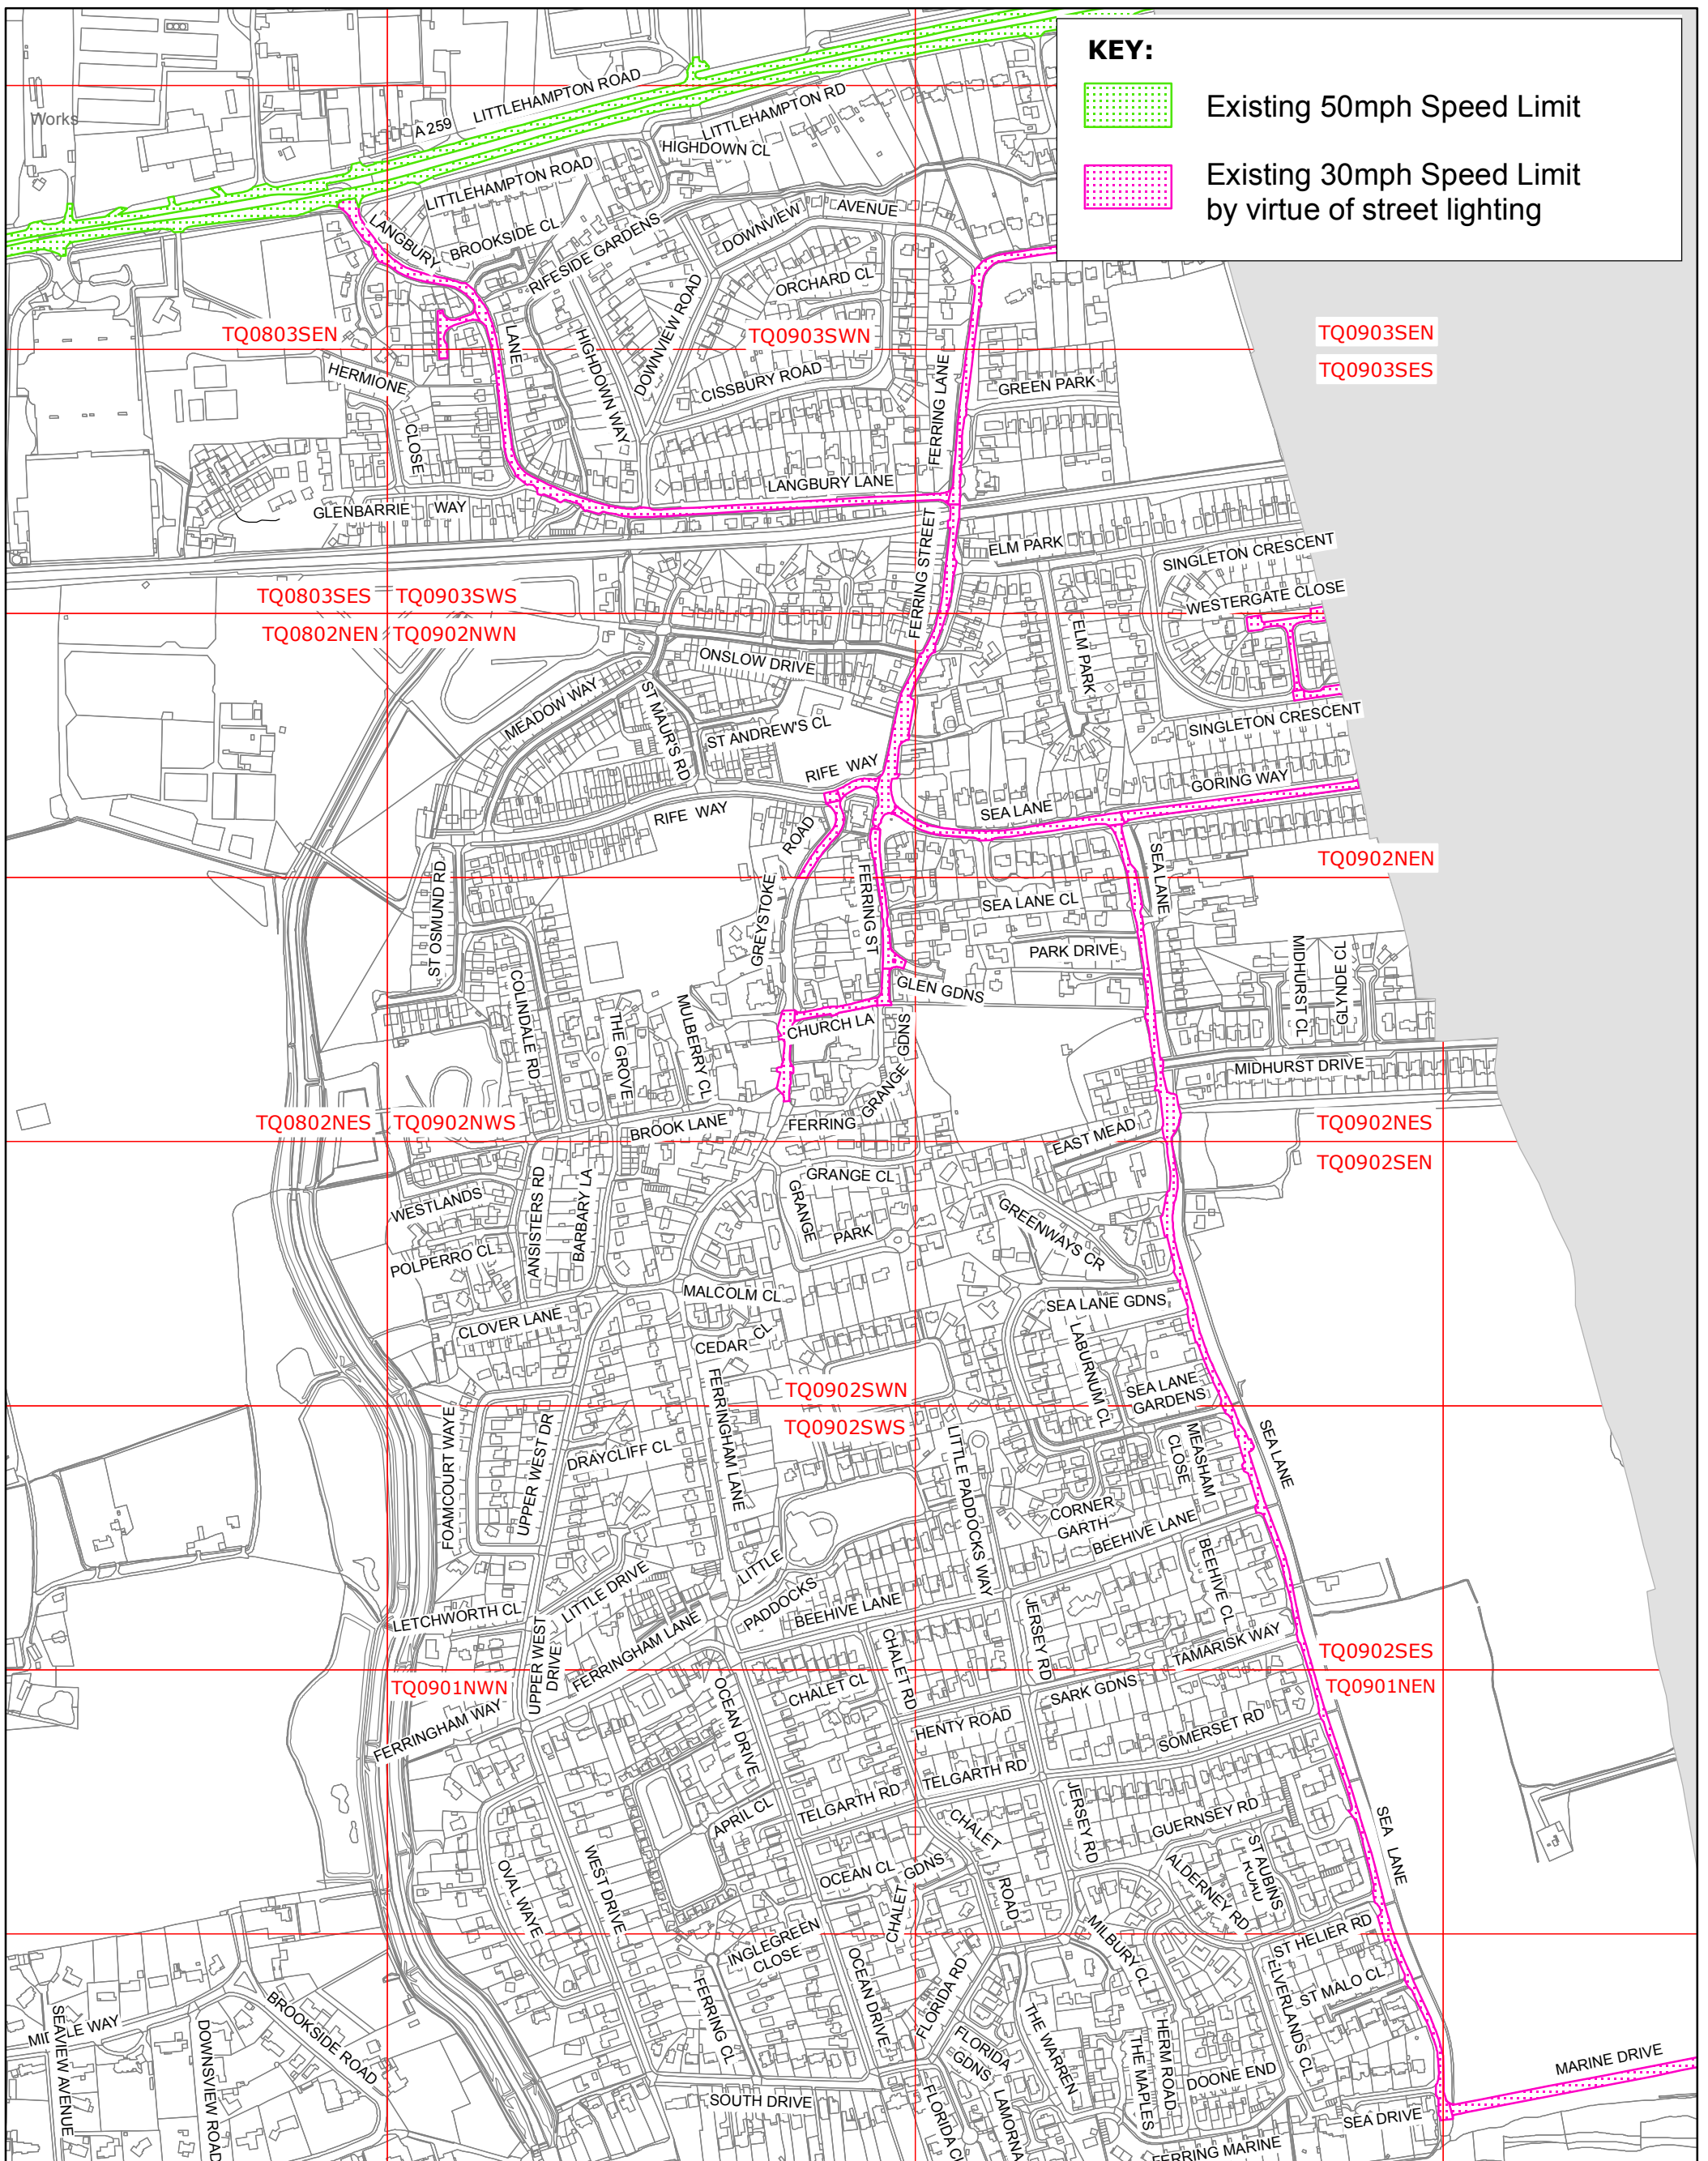 KEY:
Existing 50mph Speed Limit
Existing 30mph Speed Limit
by virtue of street lighting
Works
A 259
LITTLEHAMPTON ROAD
LITTLEHAMPTON RD
HIGHDOWN CL
LITTLEHAMPTON ROAD
LANGBURY
BROOKSIDE CL
RIFESIDE GARDENS
DOWNVIEW
AVENUE
ORCHARD CL
DOWNVIEW ROAD
LANE
HIGHDOWN WAY
TQ0803SEN
TQ0903SWN
TQ0903SEN
TQ0903SES
HERMIONE
CLOSE
CISSBURY ROAD
FERRING LANE
GREEN PARK
LANGBURY LANE
GLENBARRIE WAY
FERRING STREET
ELM PARK
SINGLETON CRESCENT
WESTERGATE CLOSE
TQ0803SES
TQ0903SWS
TQ0802NEN
TQ0902NWN
ELM PARK
ONSLOW DRIVE
MEADOW WAY
ST MAUR'S RD
ST ANDREW'S CL
SINGLETON CRESCENT
RIFE WAY
GORING WAY
RIFE WAY
SEA LANE
ROAD
GREYSTOKE
FERRING ST
SEA LANE
TQ0902NEN
ST OSMUND RD
SEA LANE CL
PARK DRIVE
GLEN GDNS
MIDHURST CL
GLYNDE CL
COLINDALE RD
THE GROVE
MULBERRY CL
CHURCH LA
GRANGE GDNS
MIDHURST DRIVE
TQ0802NES
TQ0902NWS
BROOK LANE
FERRING
EAST MEAD
TQ0902NES
TQ0902SEN
GRANGE CL
GRANGE
PARK
GREENWAYS CR
WESTLANDS
POLPERRO CL
ANSISTERS RD
BARBARY LA
MALCOLM CL
CEDAR CL
CLOVER LANE
SEA LANE GDNS
LABURNUM CL
SEA LANE
GARDENS
TQ0902SWN
TQ0902SWS
FERRINGHAM LANE
FOAMCOURT WAYE
UPPER WEST DR
DRAYCLIFF CL
LITTLE PADDOCKS WAY
MEASHAM
CLOSE
SEA LANE
CORNER
GARTH
BEEHIVE LANE
BEEHIVE CL
LITTLE
PADDOCKS
LITTLE DRIVE
BEEHIVE LANE
LETCHWORTH CL
UPPER WEST
DRIVE
FERRINGHAM LANE
CHALET RD
JERSEY RD
TAMARISK WAY
TQ0902SES
TQ0901NEN
TQ0901NWN
FERRINGHAM WAY
OCEAN DRIVE
CHALET CL
SARK GDNS
HENTY ROAD
SOMERSET RD
TELGARTH RD
TELGARTH RD
APRIL CL
CHALET
ROAD
JERSEY RD
GUERNSEY RD
SEA LANE
OVAL WAYE
WEST DRIVE
OCEAN CL
CHALET GDNS
ALDERNEY RD
ST AUBINS
ROAD
INGLEGREEN
CLOSE
MILBURY CL
ST HELIER RD
ST MALO CL
ELVERLANDS CL
FERRING CL
OCEAN DRIVE
FLORIDA RD
FLORIDA
GDNS
THE WARREN
THE MAPLES
HERM ROAD
DOONE END
MARINE DRIVE
SEA DRIVE
SOUTH DRIVE
FERRING MARINE
MIDDLE WAY
SEAVIEW AVENUE
DOWNSVIEW ROAD
BROOKSIDE ROAD